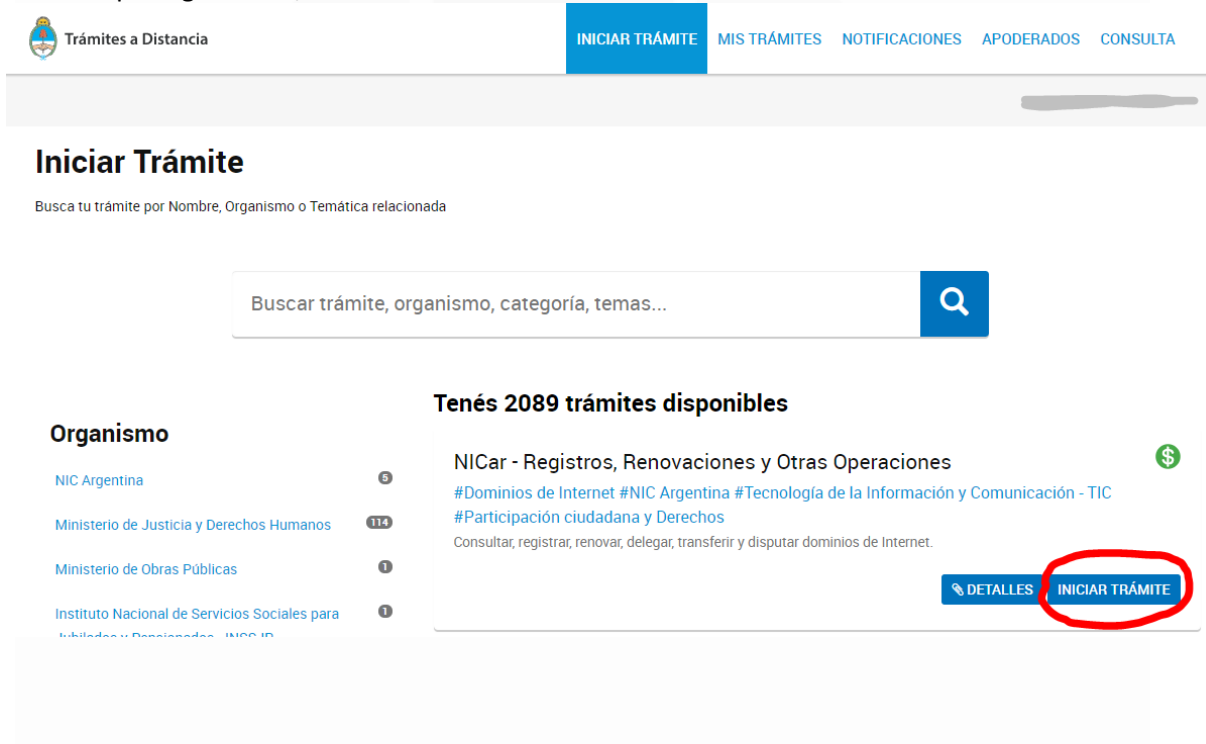 Trámites a Distancia
INICIAR TRÁMITE MIS TRÁMITES NOTIFICACIONES APODERADOS CONSULTA
Iniciar Trámite
Busca tu trámite por Nombre, Organismo o Temática relacionada
Buscar trámite, organismo, categoría, temas...
Organismo
NIC Argentina 5
Ministerio de Justicia y Derechos Humanos 114
Ministerio de Obras Públicas 1
Instituto Nacional de Servicios Sociales para 1
Jubilados y Pensionados - INSSJP
Tenés 2089 trámites disponibles
NICar - Registros, Renovaciones y Otras Operaciones
$
#Dominios de Internet #NIC Argentina #Tecnología de la Información y Comunicación - TIC
#Participación ciudadana y Derechos
Consultar, registrar, renovar, delegar, transferir y disputar dominios de Internet.
DETALLES INICIAR TRÁMITE